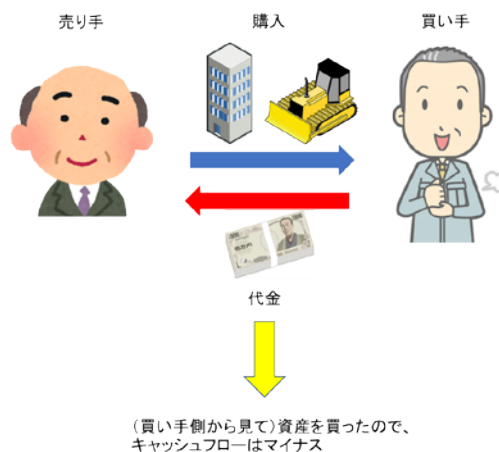 売り手
購入
買い手
代金
（買い手側から見て）資産を買ったので、
キャッシュフローはマイナス